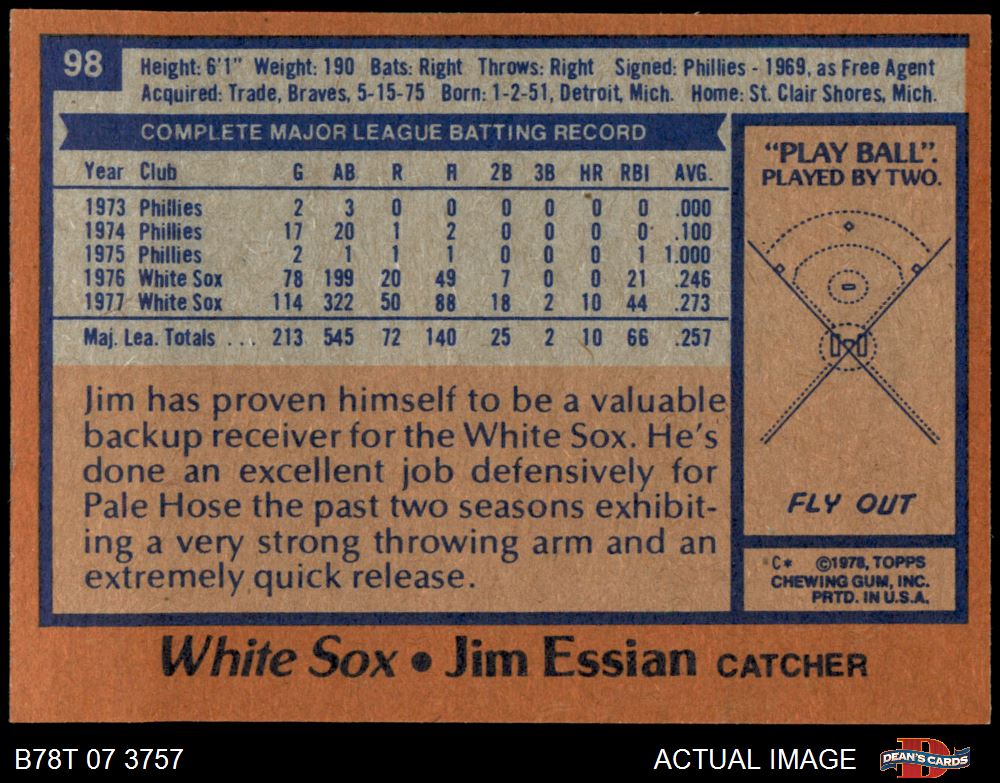 98
Height: 6'1" Weight: 190 Bats: Right Throws: Right Signed: Phillies - 1969, as Free Agent
Acquired: Trade, Braves, 5-15-75 Born: 1-2-51, Detroit, Mich. Home: St. Clair Shores, Mich.
COMPLETE MAJOR LEAGUE BATTING RECORD
Year Club G AB R H 2B 3B HR RBI AVG.
1973 Phillies 2 3 0 0 0 0 0 0 .000
1974 Phillies 17 20 1 2 0 0 0 0 .100
1975 Phillies 2 1 1 1 0 0 0 1 1.000
1976 White Sox 78 199 20 49 7 0 0 21 .246
1977 White Sox 114 322 50 88 18 2 10 44 .273
Maj. Lea. Totals ... 213 545 72 140 25 2 10 66 .257
Jim has proven himself to be a valuable
backup receiver for the White Sox. He's
done an excellent job defensively for
Pale Hose the past two seasons exhibit-
ing a very strong throwing arm and an
extremely quick release.
"PLAY BALL".
PLAYED BY TWO.
FLY OUT
C* ©1978, TOPPS
CHEWING GUM, INC.
PRTD. IN U.S.A.
White Sox • Jim Essian CATCHER
B78T 07 3757
ACTUAL IMAGE
DEAN'S CARDS